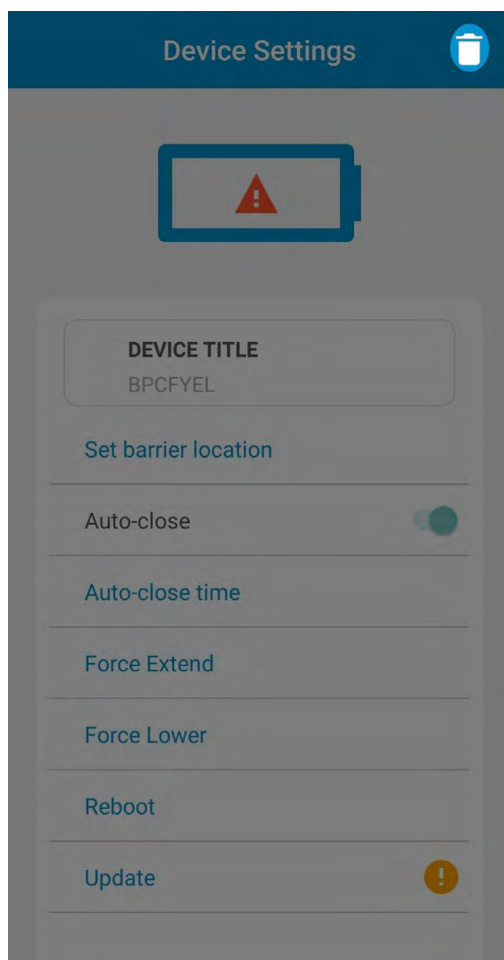 Device Settings
DEVICE TITLE
BPCFYEL
Set barrier location
Auto-close
Auto-close time
Force Extend
Force Lower
Reboot
Update